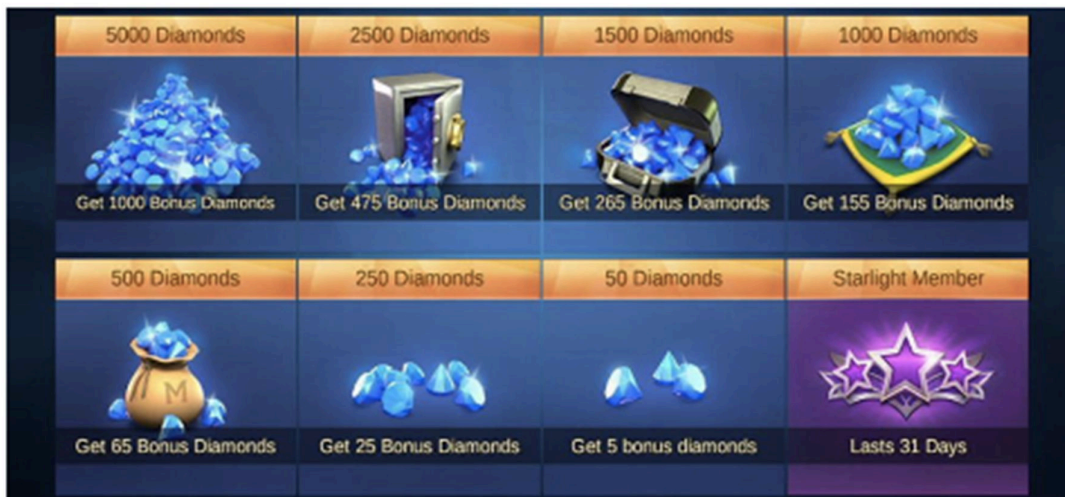 5000 Diamonds
2500 Diamonds
1500 Diamonds
1000 Diamonds
Get 1000 Bonus Diamonds
Get 475 Bonus Diamonds
Get 265 Bonus Diamonds
Get 155 Bonus Diamonds
500 Diamonds
250 Diamonds
50 Diamonds
Starlight Member
M
Get 65 Bonus Diamonds
Get 25 Bonus Diamonds
Get 5 bonus diamonds
Lasts 31 Days